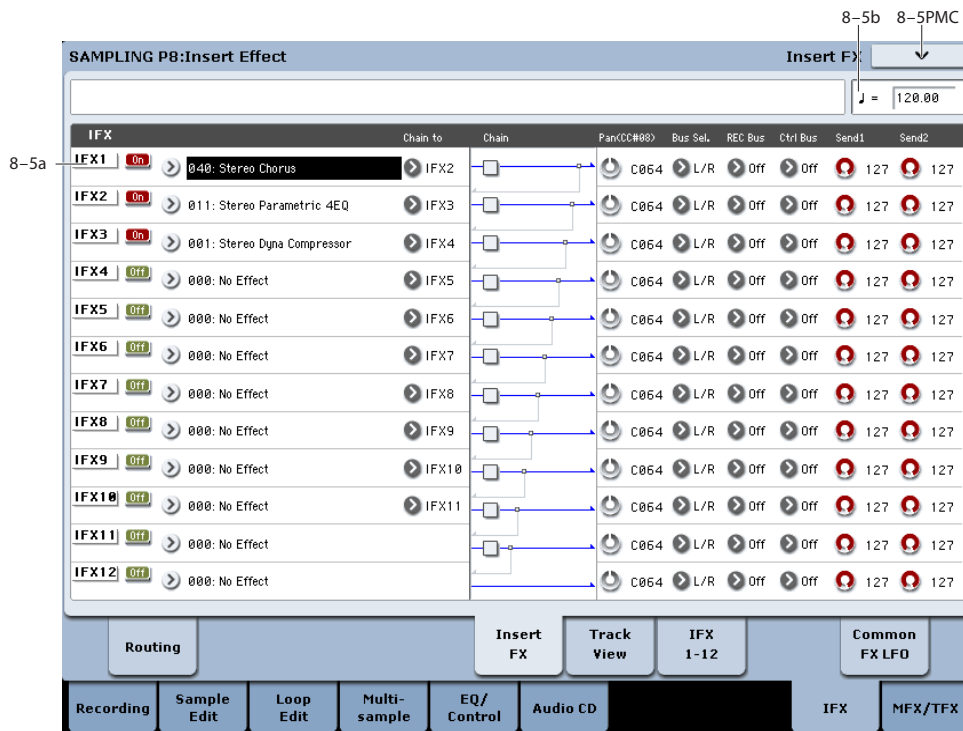 8–5b 8–5PMC
SAMPLING P8:Insert Effect Insert FX
♩ = 120.00
IFX Chain to Chain Pan(CC#08) Bus Sel. REC Bus Ctrl Bus Send1 Send2
8–5a
IFX1 On 040: Stereo Chorus IFX2 C064 L/R Off Off 127 127
IFX2 On 011: Stereo Parametric 4EQ IFX3 C064 L/R Off Off 127 127
IFX3 On 001: Stereo Dyna Compressor IFX4 C064 L/R Off Off 127 127
IFX4 Off 000: No Effect IFX5 C064 L/R Off Off 127 127
IFX5 Off 000: No Effect IFX6 C064 L/R Off Off 127 127
IFX6 Off 000: No Effect IFX7 C064 L/R Off Off 127 127
IFX7 Off 000: No Effect IFX8 C064 L/R Off Off 127 127
IFX8 Off 000: No Effect IFX9 C064 L/R Off Off 127 127
IFX9 Off 000: No Effect IFX10 C064 L/R Off Off 127 127
IFX10 Off 000: No Effect IFX11 C064 L/R Off Off 127 127
IFX11 Off 000: No Effect C064 L/R Off Off 127 127
IFX12 Off 000: No Effect C064 L/R Off Off 127 127
Routing
Insert
FX
Track
View
IFX
1-12
Common
FX LFO
Recording
Sample
Edit
Loop
Edit
Multi-
sample
EQ/
Control
Audio CD
IFX
MFX/TFX